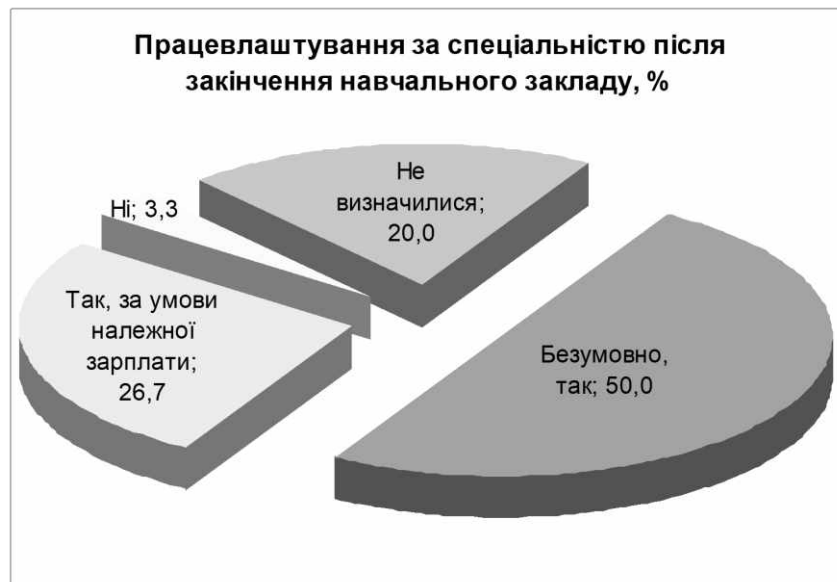 Працевлаштування за спеціальністю після
закінчення навчального закладу, %
Не
визначилися;
20,0
Ні; 3,3
Так, за умови
належної
зарплати;
26,7
Безумовно,
так; 50,0